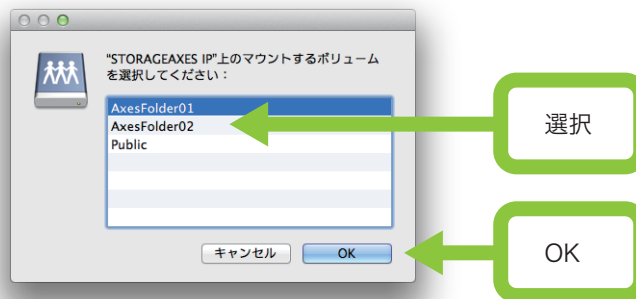 "STORAGEAXES IP"上のマウントするボリューム
を選択してください：
AxesFolder01
AxesFolder02
Public
キャンセル
OK
選択
OK